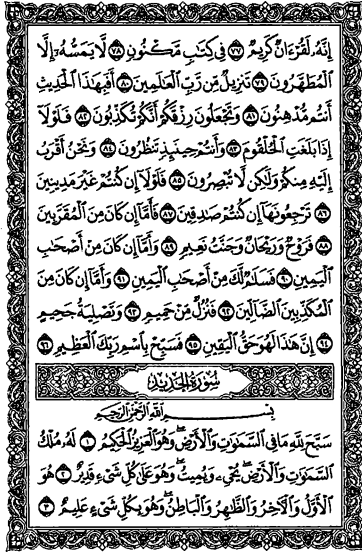 إِنَّهُۥ لَقُرْءَانٌ كَرِيمٌ ٧٧ فِى كِتَٰبٍ مَّكْنُونٍ ٧٨ لَّا يَمَسُّهُۥٓ إِلَّا
ٱلْمُطَهَّرُونَ ٧٩ تَنزِيلٌ مِّن رَّبِّ ٱلْعَٰلَمِينَ ٨٠ أَفَبِهَٰذَا ٱلْحَدِيثِ
أَنتُم مُّدْهِنُونَ ٨١ وَتَجْعَلُونَ رِزْقَكُمْ أَنَّكُمْ تُكَذِّبُونَ ٨٢ فَلَوْلَآ
إِذَا بَلَغَتِ ٱلْحُلْقُومَ ٨٣ وَأَنتُمْ حِينَئِذٍ تَنظُرُونَ ٨٤ وَنَحْنُ أَقْرَبُ
إِلَيْهِ مِنكُمْ وَلَٰكِن لَّا تُبْصِرُونَ ٨٥ فَلَوْلَآ إِن كُنتُمْ غَيْرَ مَدِينِينَ
٨٦ تَرْجِعُونَهَآ إِن كُنتُمْ صَٰدِقِينَ ٨٧ فَأَمَّآ إِن كَانَ مِنَ ٱلْمُقَرَّبِينَ
٨٨ فَرَوْحٌ وَرَيْحَانٌ وَجَنَّتُ نَعِيمٍ ٨٩ وَأَمَّآ إِن كَانَ مِنْ أَصْحَٰبِ
ٱلْيَمِينِ ٩٠ فَسَلَٰمٌ لَّكَ مِنْ أَصْحَٰبِ ٱلْيَمِينِ ٩١ وَأَمَّآ إِن كَانَ مِنَ
ٱلْمُكَذِّبِينَ ٱلضَّآلِّينَ ٩٢ فَنُزُلٌ مِّنْ حَمِيمٍ ٩٣ وَتَصْلِيَةُ جَحِيمٍ
٩٤ إِنَّ هَٰذَا لَهُوَ حَقُّ ٱلْيَقِينِ ٩٥ فَسَبِّحْ بِٱسْمِ رَبِّكَ ٱلْعَظِيمِ ٩٦
سُورَةُ الحَدِيد
بِسْمِ ٱللَّهِ ٱلرَّحْمَٰنِ ٱلرَّحِيمِ
سَبَّحَ لِلَّهِ مَا فِى ٱلسَّمَٰوَٰتِ وَٱلْأَرْضِ ۖ وَهُوَ ٱلْعَزِيزُ ٱلْحَكِيمُ ١ لَهُۥ مُلْكُ
ٱلسَّمَٰوَٰتِ وَٱلْأَرْضِ ۖ يُحْىِۦ وَيُمِيتُ ۖ وَهُوَ عَلَىٰ كُلِّ شَىْءٍ قَدِيرٌ ٢ هُوَ
ٱلْأَوَّلُ وَٱلْءَاخِرُ وَٱلظَّٰهِرُ وَٱلْبَاطِنُ ۖ وَهُوَ بِكُلِّ شَىْءٍ عَلِيمٌ ٣